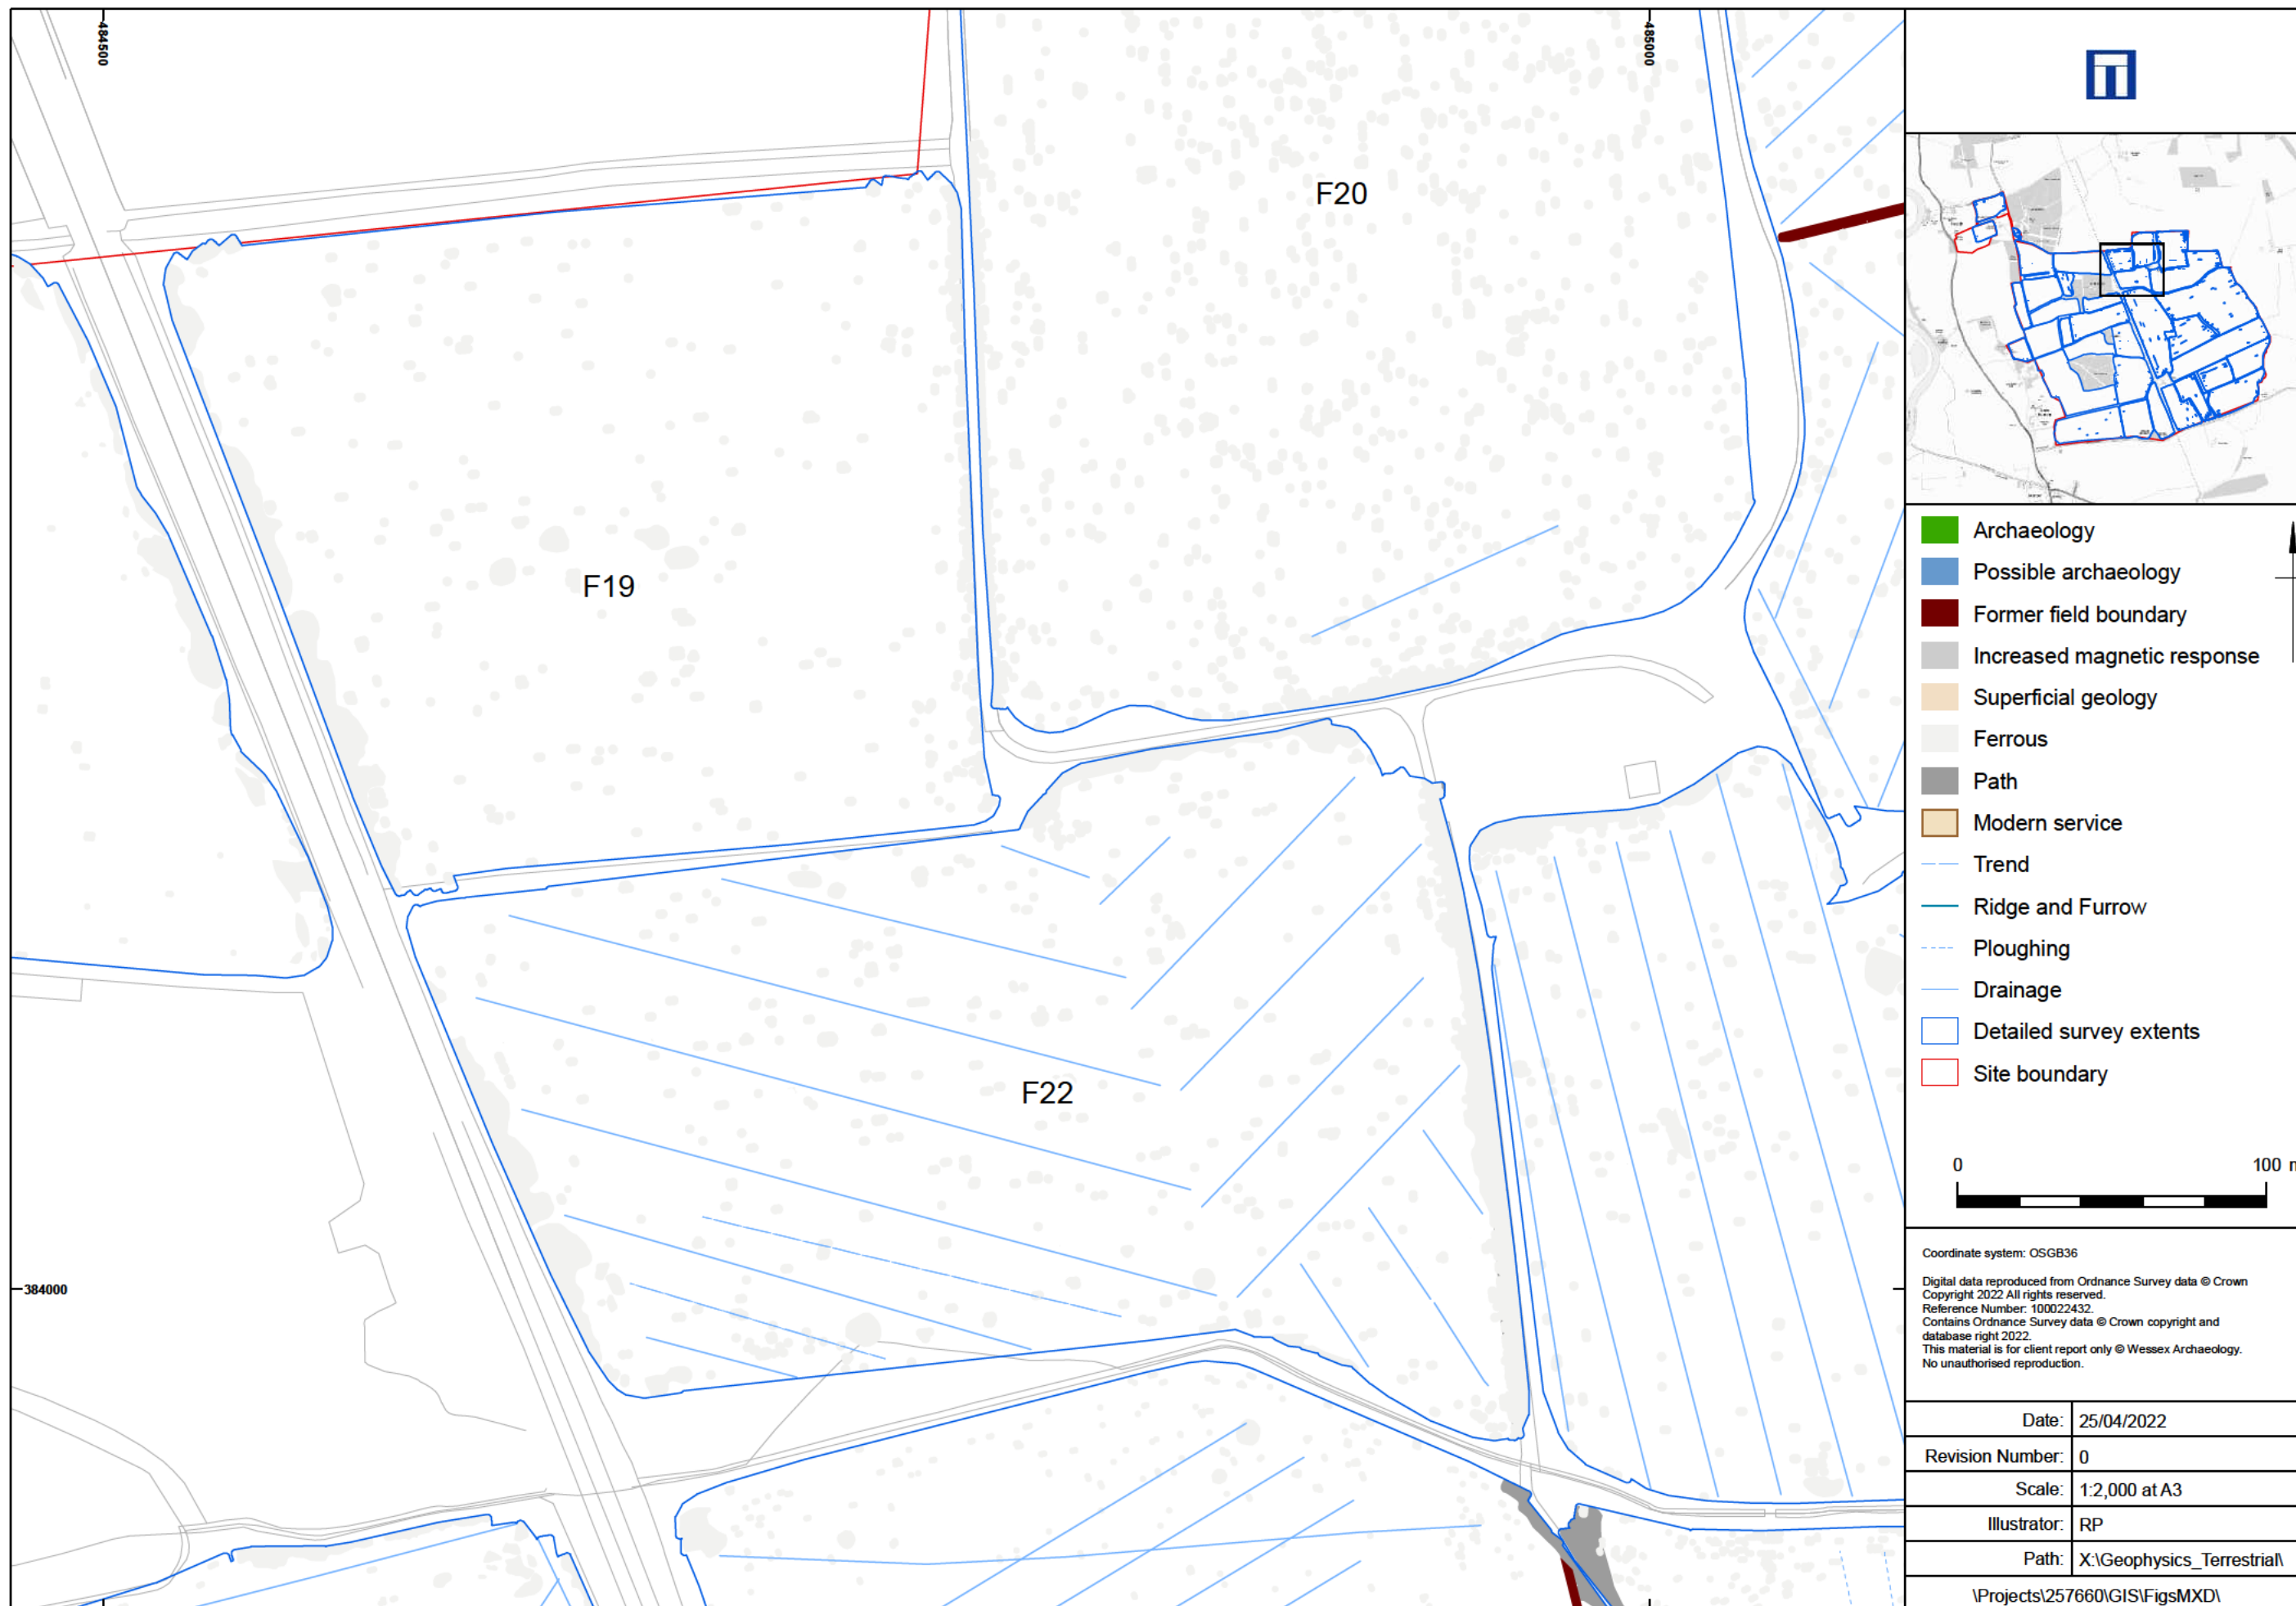 484500
485000
F20
F19
F22
384000
Archaeology
Possible archaeology
Former field boundary
Increased magnetic response
Superficial geology
Ferrous
Path
Modern service
Trend
Ridge and Furrow
Ploughing
Drainage
Detailed survey extents
Site boundary
0 100
Coordinate system: OSGB36
Digital data reproduced from Ordnance Survey data © Crown
Copyright 2022 All rights reserved.
Reference Number: 100022432.
Contains Ordnance Survey data © Crown copyright and
database right 2022.
This material is for client report only © Wessex Archaeology.
No unauthorised reproduction.
Date: 25/04/2022
Revision Number: 0
Scale: 1:2,000 at A3
Illustrator: RP
Path: X:\Geophysics_Terrestrial\
\Projects\257660\GIS\FigsMXD\